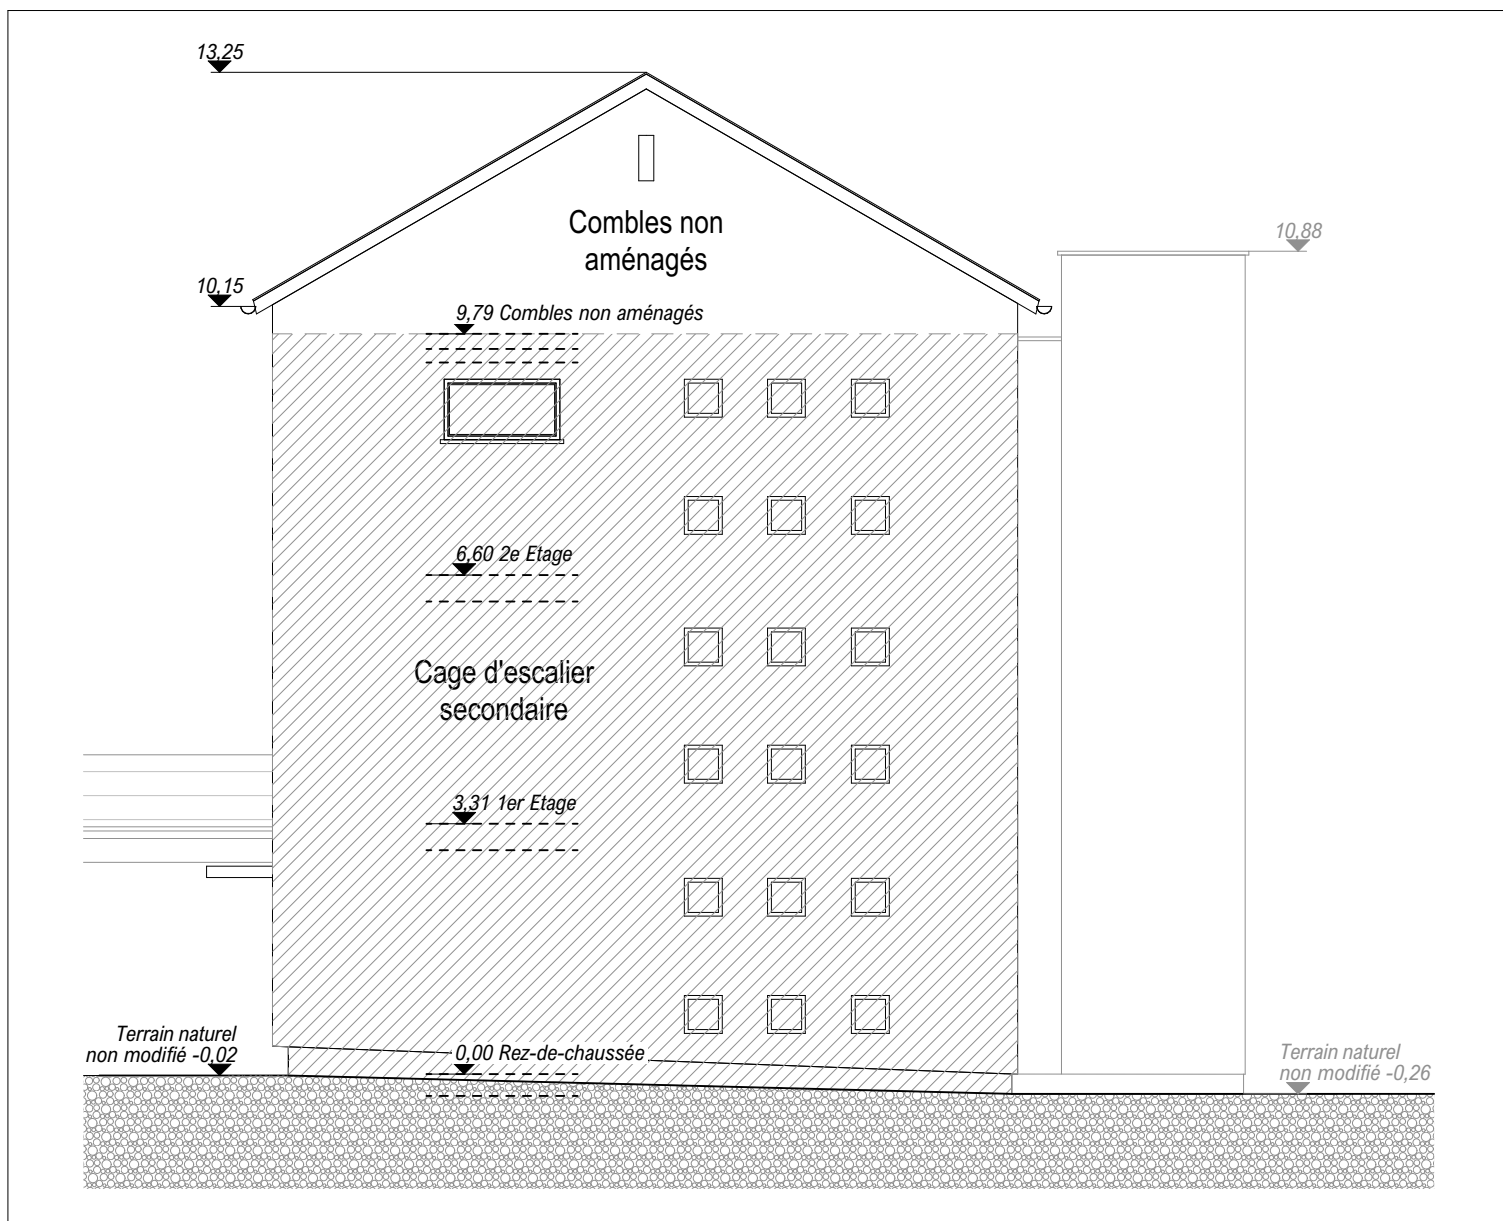 13,25
Combles non
aménagés
10,88
10,15
9,79 Combles non aménagés
6,60 2e Etage
Cage d'escalier
secondaire
3,31 1er Etage
Terrain naturel
non modifié -0,02
0,00 Rez-de-chaussée
Terrain naturel
non modifié -0,26